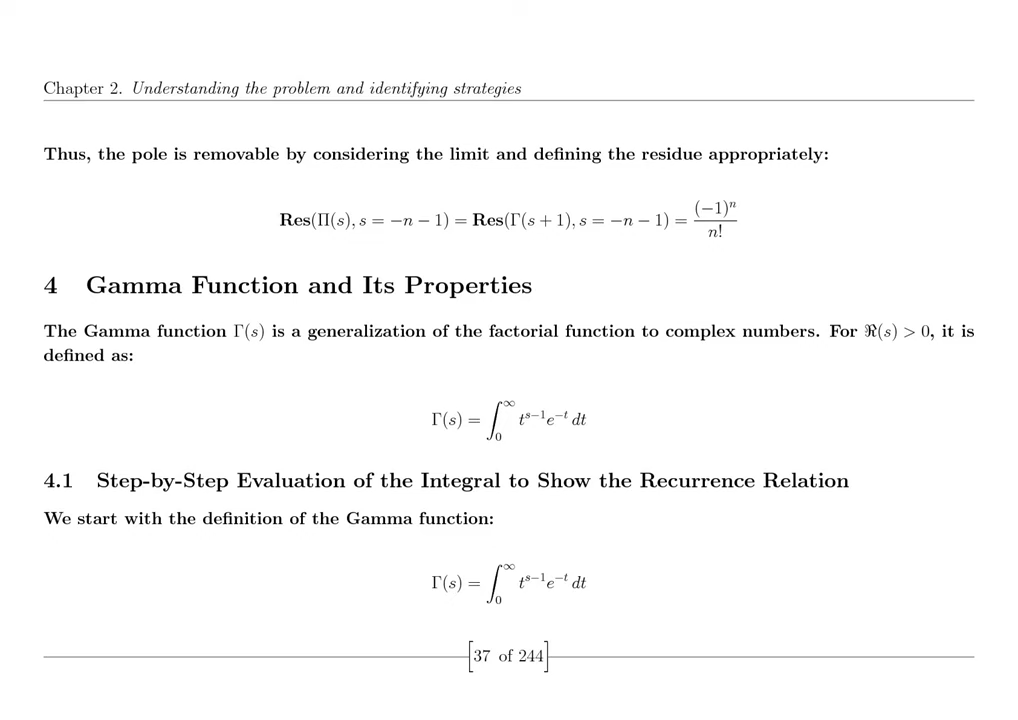 Chapter 2. Understanding the problem and identifying strategies
Thus, the pole is removable by considering the limit and defining the residue appropriately:
Res(Π(s), s = −n − 1) = Res(Γ(s + 1), s = −n − 1) = (−1)^n / n!
4 Gamma Function and Its Properties
The Gamma function Γ(s) is a generalization of the factorial function to complex numbers. For ℜ(s) > 0, it is
defined as:
Γ(s) = ∫_0^∞ t^{s−1} e^{−t} dt
4.1 Step-by-Step Evaluation of the Integral to Show the Recurrence Relation
We start with the definition of the Gamma function:
Γ(s) = ∫_0^∞ t^{s−1} e^{−t} dt
[37 of 244]